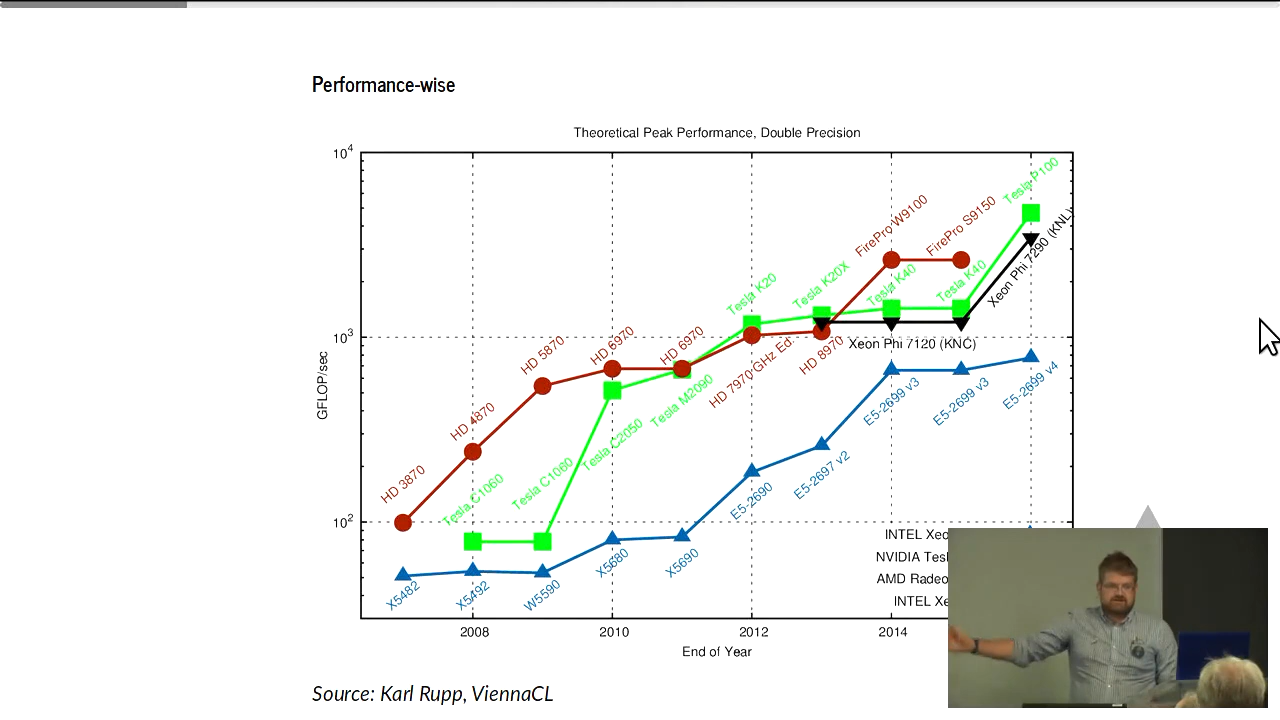 Performance-wise
Theoretical Peak Performance, Double Precision
10^4
10^3
10^2
GFLOP/sec
HD 3870
HD 4870
HD 5870
HD 6970
HD 6970
HD 7970 GHz Ed.
HD 8970
FirePro W9100
FirePro S9150
Tesla C1060
Tesla C1060
Tesla C2050
Tesla M2090
Tesla K20
Tesla K20X
Tesla K40
Tesla K40
Tesla P100
Xeon Phi 7120 (KNC)
Xeon Phi 7290 (KNL)
X5482
X5492
W5590
X5680
X5690
E5-2690
E5-2697 v2
E5-2699 v3
E5-2699 v3
E5-2699 v4
INTEL Xeo
NVIDIA Tesl
AMD Radeo
INTEL Xe
2008 2010 2012 2014
End of Year
Source: Karl Rupp, ViennaCL